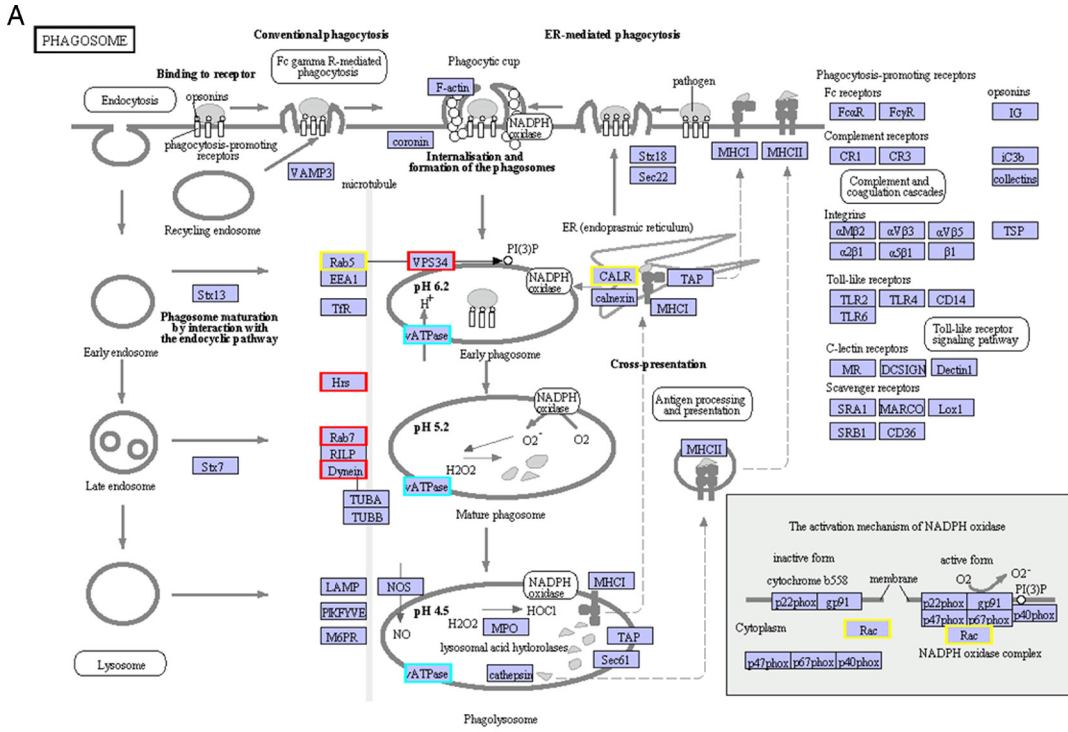 A
PHAGOSOME
Conventional phagocytosis
ER-mediated phagocytosis
Binding to receptor
Fc gamma R-mediated
phagocytosis
Phagocytic cup
F-actin
pathogen
Endocytosis
opsonins
NADPH
oxidase
phagocytosis-promoting
receptors
coronin
Internalisation and
formation of the phagosomes
VAMP3
microtubule
Stx18
Sec22
MHCI
MHCII
Recycling endosome
ER (endoprasmic reticulum)
Phagocytosis-promoting receptors
Fc receptors
opsonins
FcαR
FcγR
IG
Complement receptors
CR1
CR3
iC3b
collectins
Complement and
coagulation cascades
Integrins
αMβ2
αVβ3
αVβ5
TSP
α2β1
α5β1
β1
Toll-like receptors
TLR2
TLR4
CD14
TLR6
Toll-like receptor
signaling pathway
C-lectin receptors
MR
DCSIGN
Dectin1
Scavenger receptors
SRA1
MARCO
Lox1
SRB1
CD36
Rab5
EEA1
VPS34
PI(3)P
NADPH
oxidase
CALR
calnexin
TAP
MHCI
pH 6.2
H+
Stx13
TfR
Phagosome maturation
by interaction with
the endocyclic pathway
vATPase
Early endosome
Early phagosome
Cross-presentation
Hrs
Antigen processing
and presentation
NADPH
oxidase
pH 5.2
O2-
O2
H2O2
Rab7
RILP
Dynein
Stx7
vATPase
MHCII
Late endosome
TUBA
TUBB
Mature phagosome
LAMP
NOS
NADPH
oxidase
MHCI
PIKFYVE
pH 4.5
H2O2
HOCl
MPO
M6PR
NO
TAP
lysosomal acid hydorolases
Sec61
vATPase
cathepsin
Lysosome
Phagolysosome
The activation mechanism of NADPH oxidase
inactive form
active form
cytochrome b558
membrane
O2
O2-
PI(3)P
p22phox
gp91
p22phox
gp91
p47phox
p67phox
p40phox
Cytoplasm
Rac
Rac
NADPH oxidase complex
p47phox
p67phox
p40phox